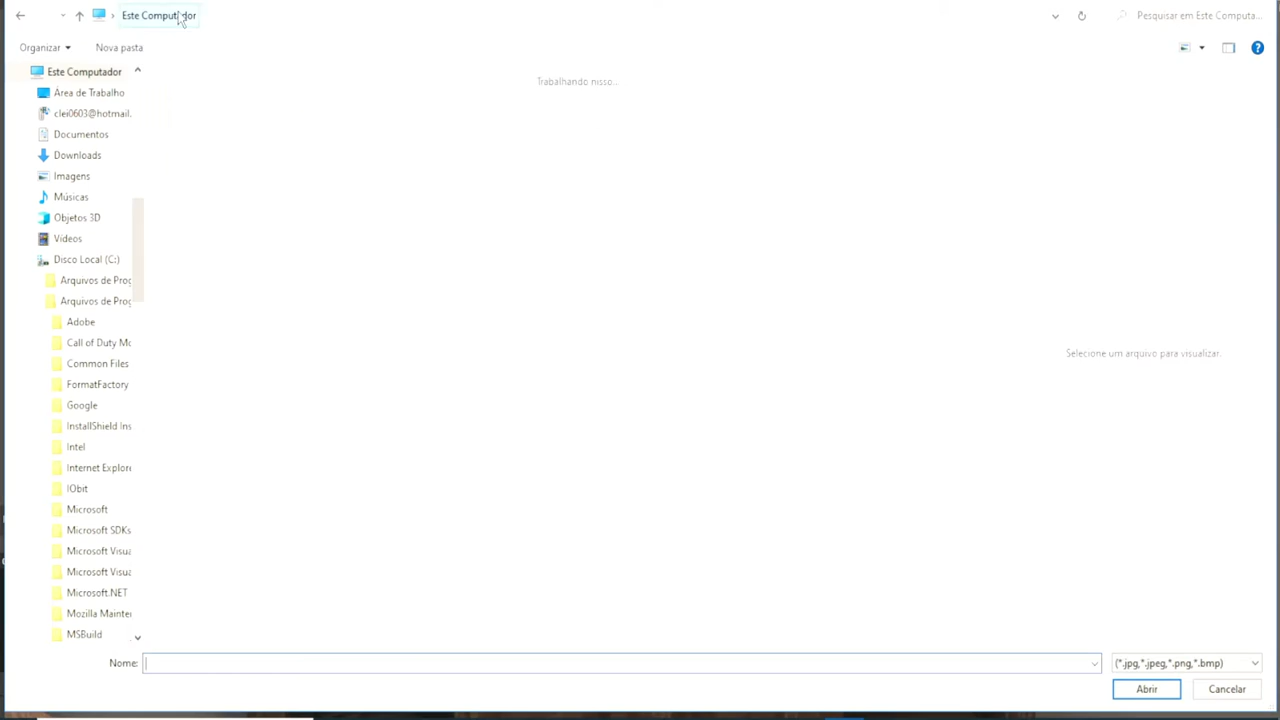 Este Computador
Pesquisar em Este Computa...
Organizar
Nova pasta
Este Computador
Área de Trabalho
clei0603@hotmail.
Documentos
Downloads
Imagens
Músicas
Objetos 3D
Vídeos
Disco Local (C:)
Arquivos de Prog
Arquivos de Prog
Adobe
Call of Duty Mo
Common Files
FormatFactory
Google
InstallShield Ins
Intel
Internet Explore
IObit
Microsoft
Microsoft SDKs
Microsoft Visua
Microsoft Visua
Microsoft.NET
Mozilla Mainter
MSBuild
Trabalhando nisso...
Selecione um arquivo para visualizar.
Nome:
(*.jpg,*.jpeg,*.png,*.bmp)
Abrir
Cancelar